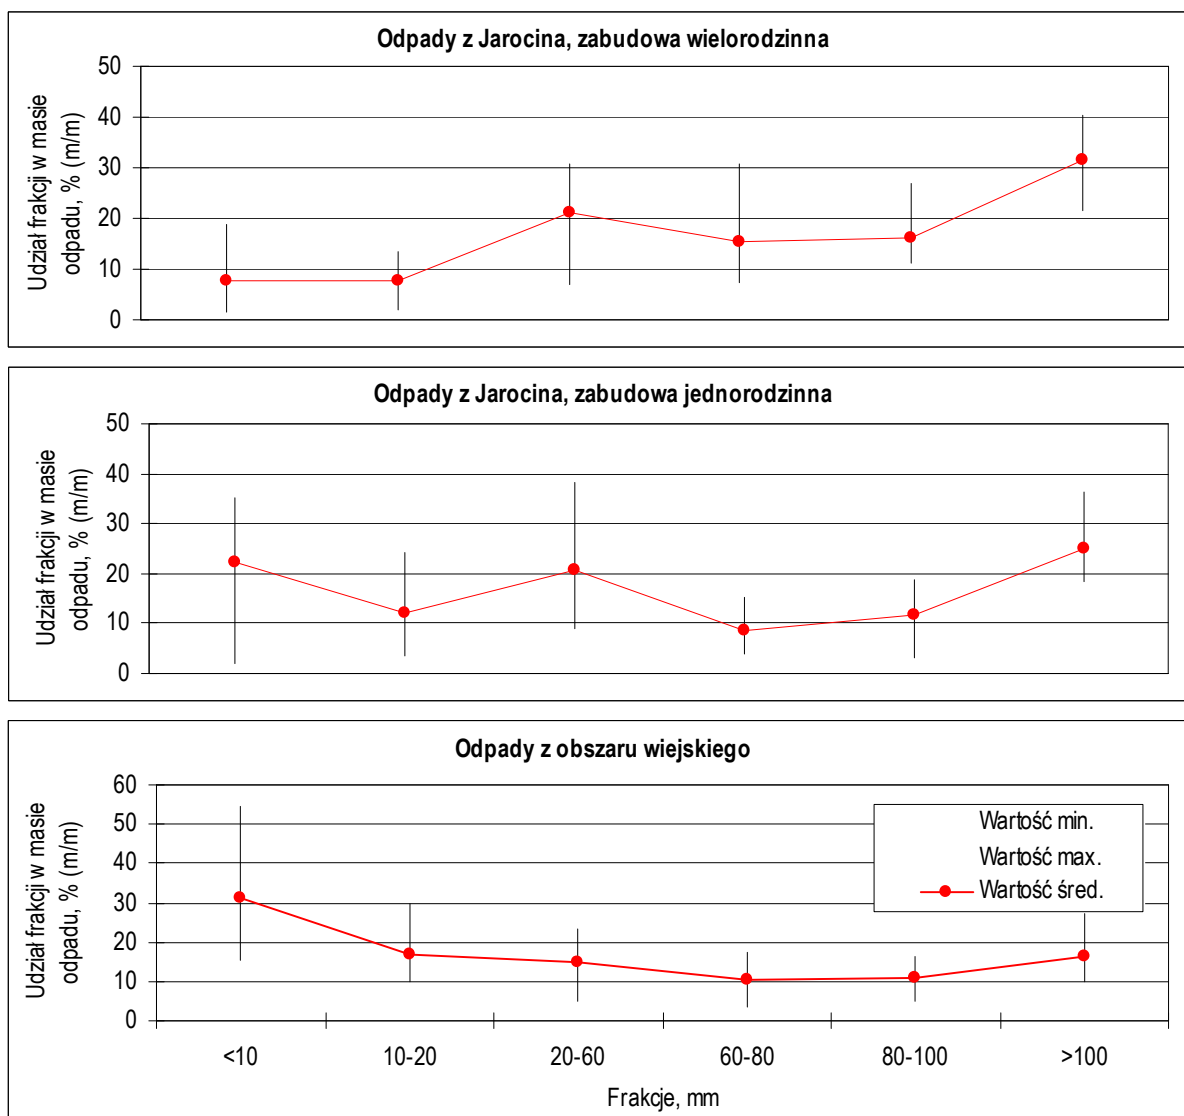 Odpady z Jarocina, zabudowa wielorodzinna
Udział frakcji w masie
odpadu, % (m/m)
50
40
30
20
10
0
Odpady z Jarocina, zabudowa jednorodzinna
Udział frakcji w masie
odpadu, % (m/m)
50
40
30
20
10
0
Odpady z obszaru wiejskiego
Udział frakcji w masie
odpadu, % (m/m)
60
50
40
30
20
10
0
Wartość min.
Wartość max.
Wartość śred.
<10 10-20 20-60 60-80 80-100 >100
Frakcje, mm